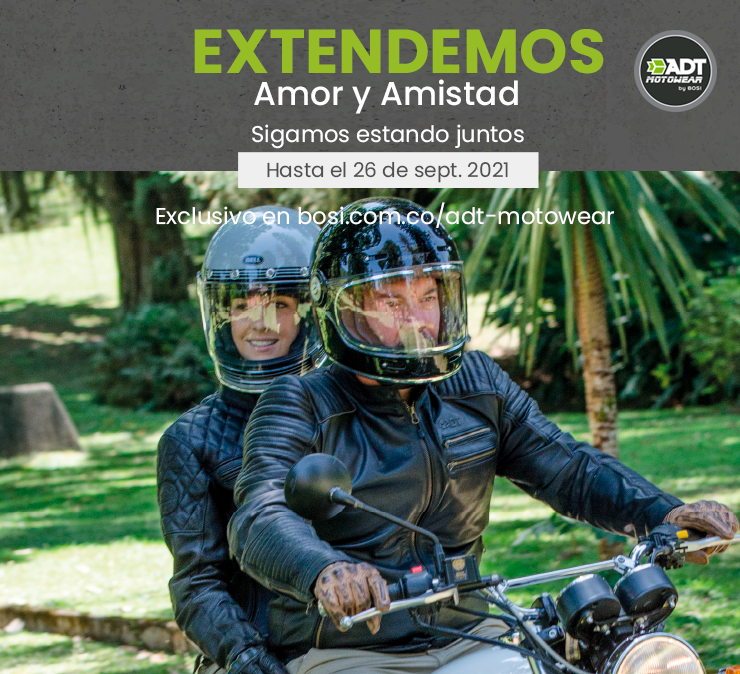 EXTENDEMOS
Amor y Amistad
Sigamos estando juntos
Hasta el 26 de sept. 2021
Exclusivo en bosi.com.co/adt-motowear
ADT
MOTOWEAR
by BOSI
BELL